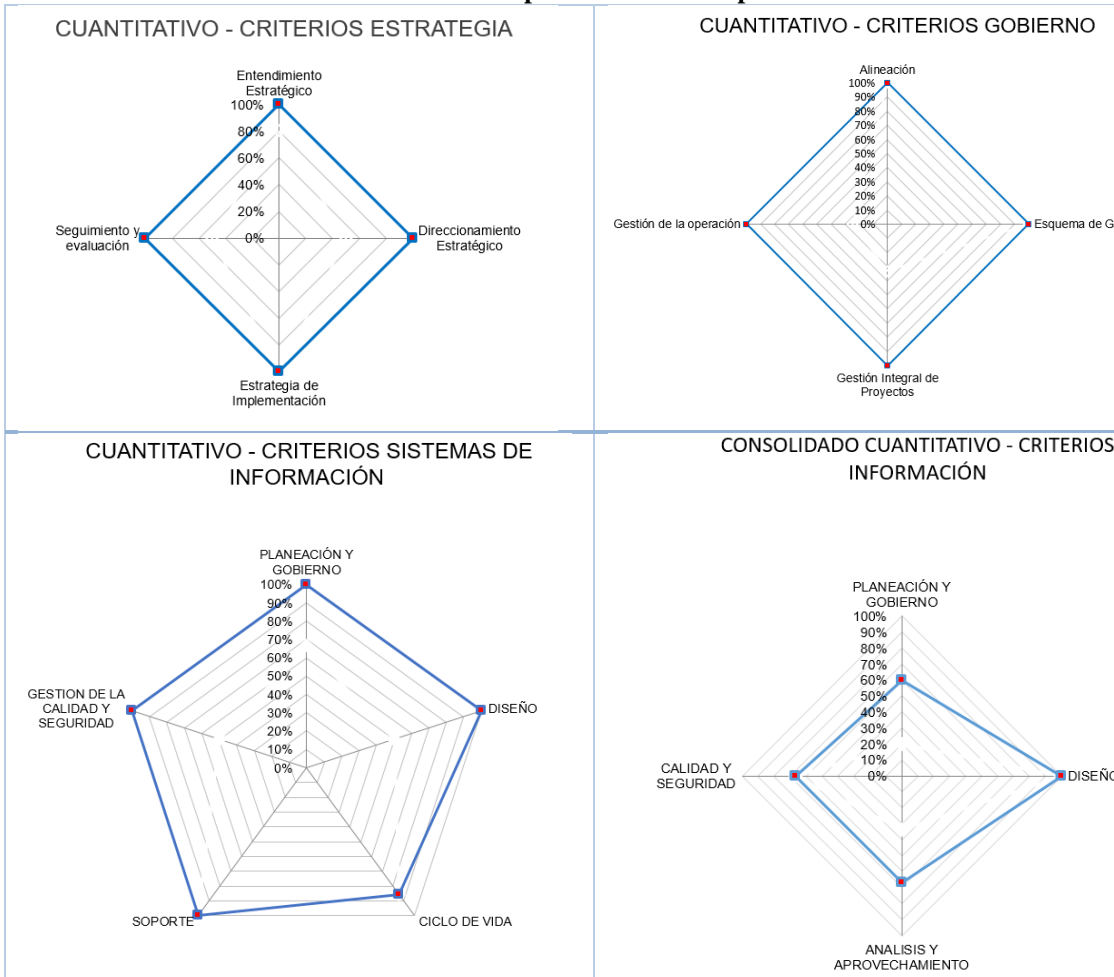 CUANTITATIVO - CRITERIOS ESTRATEGIA
Entendimiento
Estratégico
100%
80%
60%
40%
20%
0%
Seguimiento y
evaluación
Direccionamiento
Estratégico
Estrategia de
Implementación
CUANTITATIVO - CRITERIOS GOBIERNO
Alineación
100%
90%
80%
70%
60%
50%
40%
30%
20%
10%
0%
Gestión de la operación
Esquema de G
Gestión Integral de
Proyectos
CUANTITATIVO - CRITERIOS SISTEMAS DE
INFORMACIÓN
PLANEACIÓN Y
GOBIERNO
100%
90%
80%
70%
60%
50%
40%
30%
20%
10%
0%
GESTION DE LA
CALIDAD Y
SEGURIDAD
DISEÑO
SOPORTE
CICLO DE VIDA
CONSOLIDADO CUANTITATIVO - CRITERIOS
INFORMACIÓN
PLANEACIÓN Y
GOBIERNO
100%
90%
80%
70%
60%
50%
40%
30%
20%
10%
0%
CALIDAD Y
SEGURIDAD
DISEÑO
ANALISIS Y
APROVECHAMIENTO